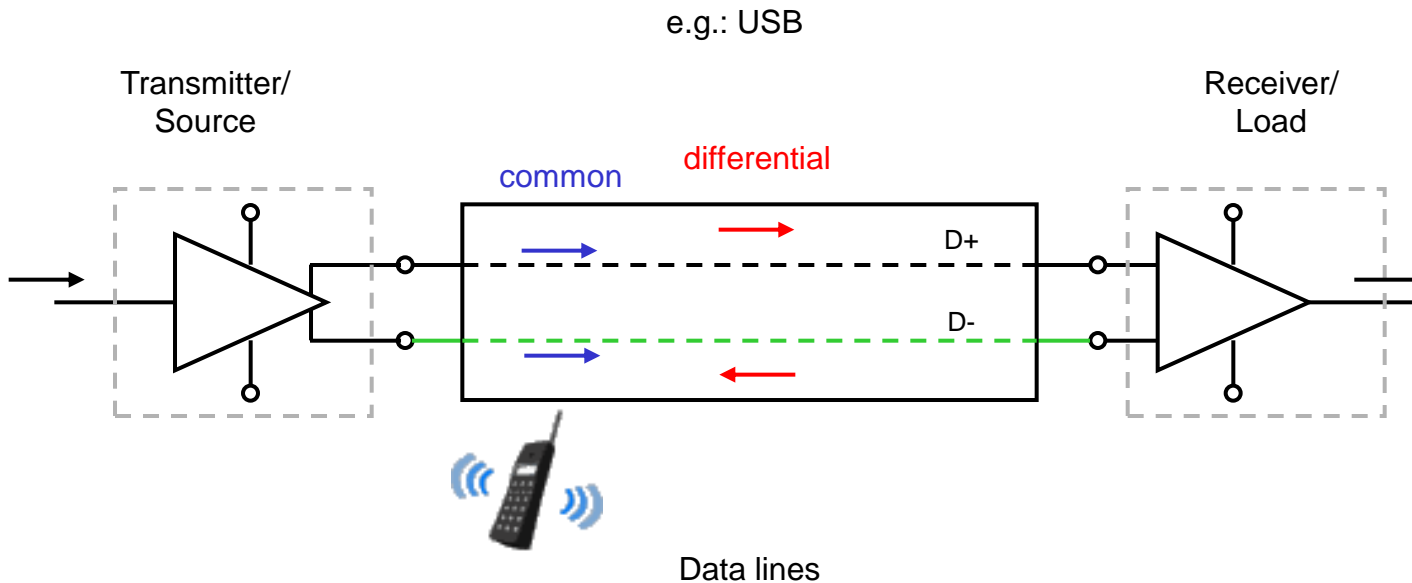 e.g.: USB
Transmitter/
Source
Receiver/
Load
differential
common
D+
D-
Data lines